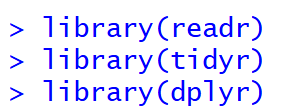 > library(readr)
> library(tidyr)
> library(dplyr)